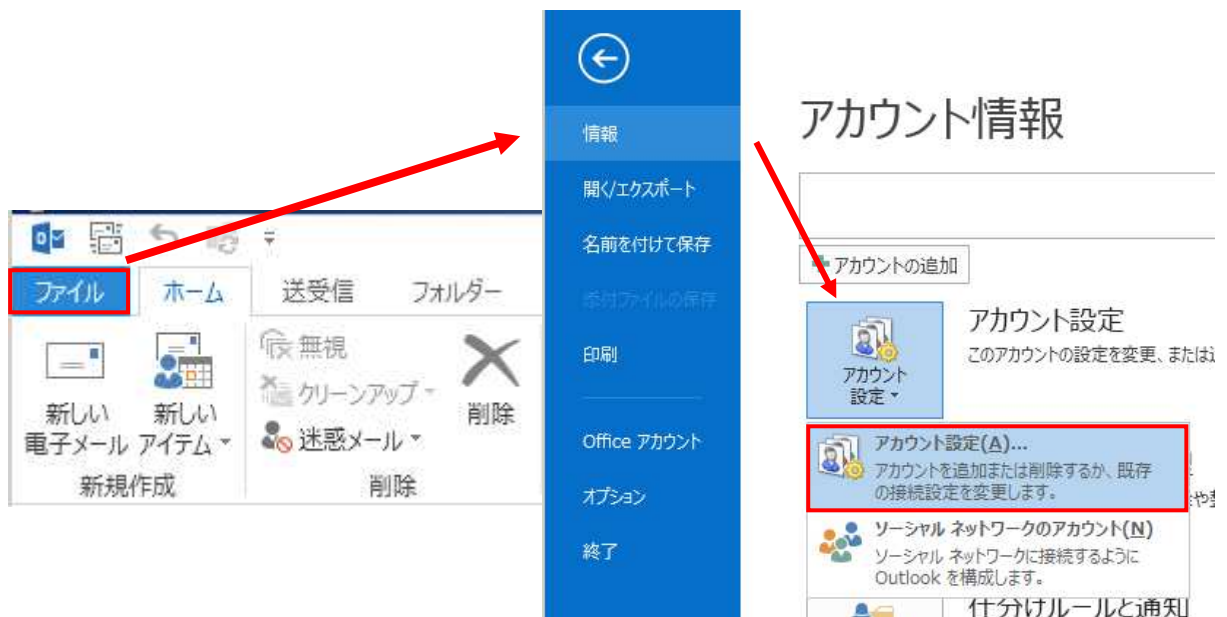 ファイル
ホーム
送受信
フォルダー
新しい
電子メール
新しい
アイテム
無視
クリーンアップ
迷惑メール
削除
新規作成
削除
情報
開く/エクスポート
名前を付けて保存
添付ファイルの保存
印刷
Office アカウント
オプション
終了
アカウント情報
アカウントの追加
アカウント
設定
アカウント設定
このアカウントの設定を変更、または
アカウント設定(A)...
アカウントを追加または削除するか、既存
の接続設定を変更します。
や
ソーシャル ネットワークのアカウント(N)
ソーシャル ネットワークに接続するように
Outlook を構成します。
仕分けルールと通知